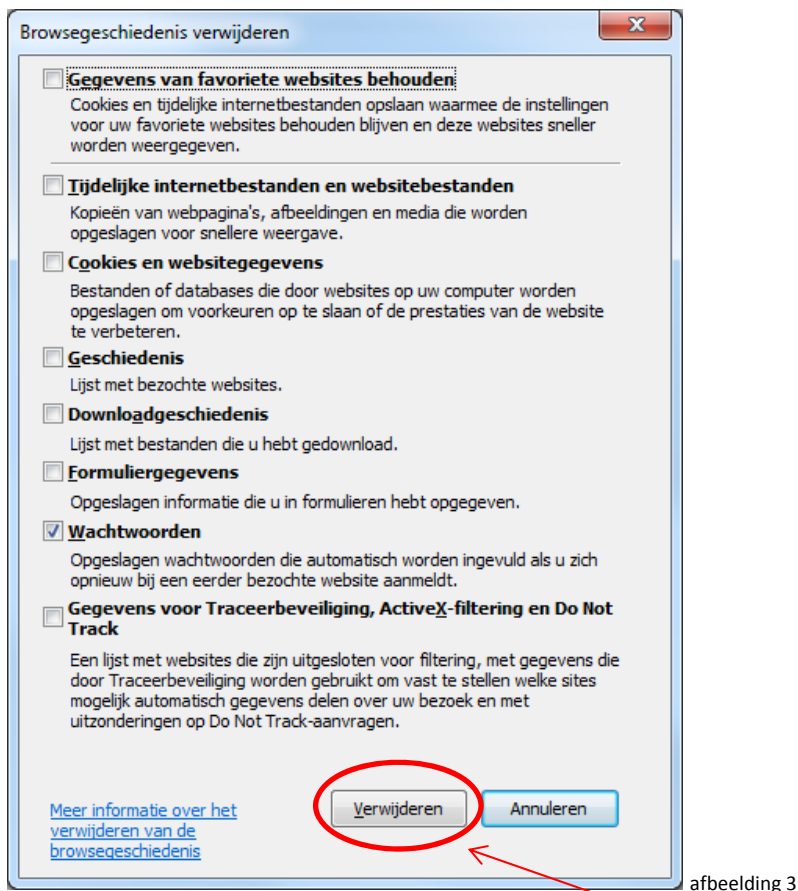 Browsegeschiedenis verwijderen
Gegevens van favoriete websites behouden
Cookies en tijdelijke internetbestanden opslaan waarmee de instellingen
voor uw favoriete websites behouden blijven en deze websites sneller
worden weergegeven.
Tijdelijke internetbestanden en websitebestanden
Kopieën van webpagina's, afbeeldingen en media die worden
opgeslagen voor snellere weergave.
Cookies en websitegegevens
Bestanden of databases die door websites op uw computer worden
opgeslagen om voorkeuren op te slaan of de prestaties van de website
te verbeteren.
Geschiedenis
Lijst met bezochte websites.
Downloadgeschiedenis
Lijst met bestanden die u hebt gedownload.
Formuliergegevens
Opgeslagen informatie die u in formulieren hebt opgegeven.
Wachtwoorden
Opgeslagen wachtwoorden die automatisch worden ingevuld als u zich
opnieuw bij een eerder bezochte website aanmeldt.
Gegevens voor Traceerbeveiliging, ActiveX-filtering en Do Not
Track
Een lijst met websites die zijn uitgesloten voor filtering, met gegevens die
door Traceerbeveiliging worden gebruikt om vast te stellen welke sites
mogelijk automatisch gegevens delen over uw bezoek en met
uitzonderingen op Do Not Track-aanvragen.
Meer informatie over het
verwijderen van de
browsegeschiedenis
Verwijderen
Annuleren
afbeelding 3